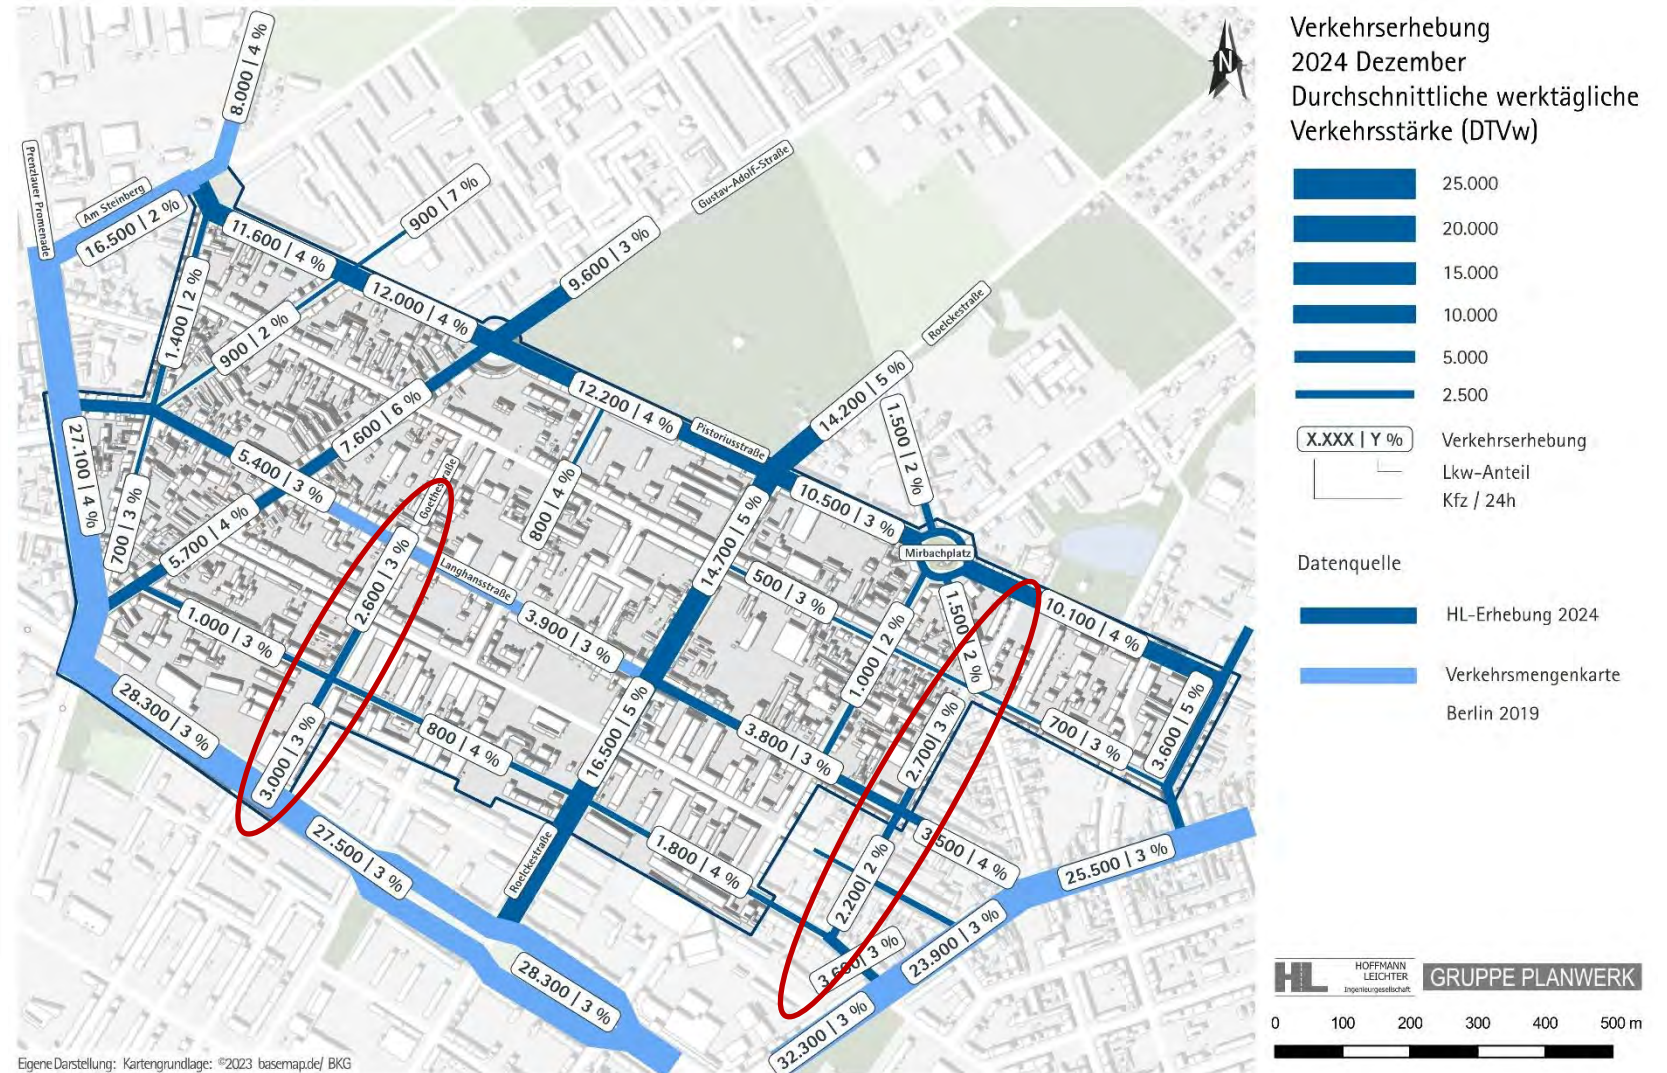 Verkehrserhebung
2024 Dezember
Durchschnittliche werktägliche
Verkehrsstärke (DTVw)
25.000
20.000
15.000
10.000
5.000
2.500
X.XXX | Y %
Verkehrserhebung
Lkw-Anteil
Kfz / 24h
Datenquelle
HL-Erhebung 2024
Verkehrsmengenkarte
Berlin 2019
N
8.000 | 4 %
Prenzlauer Promenade
Am Steinberg
16.500 | 2 %
900 | 7 %
Gustav-Adolf-Straße
11.600 | 4 %
9.600 | 3 %
1.400 | 2 %
12.000 | 4 %
900 | 2 %
Roelckestraße
7.600 | 6 %
12.200 | 4 %
14.200 | 5 %
Pistoriusstraße
1.500 | 2 %
27.100 | 4 %
5.400 | 3 %
Goethestraße
700 | 3 %
800 | 4 %
10.500 | 3 %
5.700 | 4 %
14.700 | 5 %
Mirbachplatz
2.600 | 3 %
Langhansstraße
500 | 3 %
1.000 | 3 %
3.900 | 3 %
1.500 | 2 %
10.100 | 4 %
1.000 | 2 %
28.300 | 3 %
800 | 4 %
16.500 | 5 %
3.000 | 3 %
3.800 | 3 %
2.700 | 3 %
700 | 3 %
3.600 | 5 %
27.500 | 3 %
Roelckestraße
1.800 | 4 %
3.500 | 4 %
25.500 | 3 %
2.200 | 2 %
23.900 | 3 %
28.300 | 3 %
32.300 | 3 %
HL
HOFFMANN
LEICHTER
Ingenieurgesellschaft
GRUPPE PLANWERK
0 100 200 300 400 500 m
Eigene Darstellung: Kartengrundlage: ©2023 basemap.de/ BKG